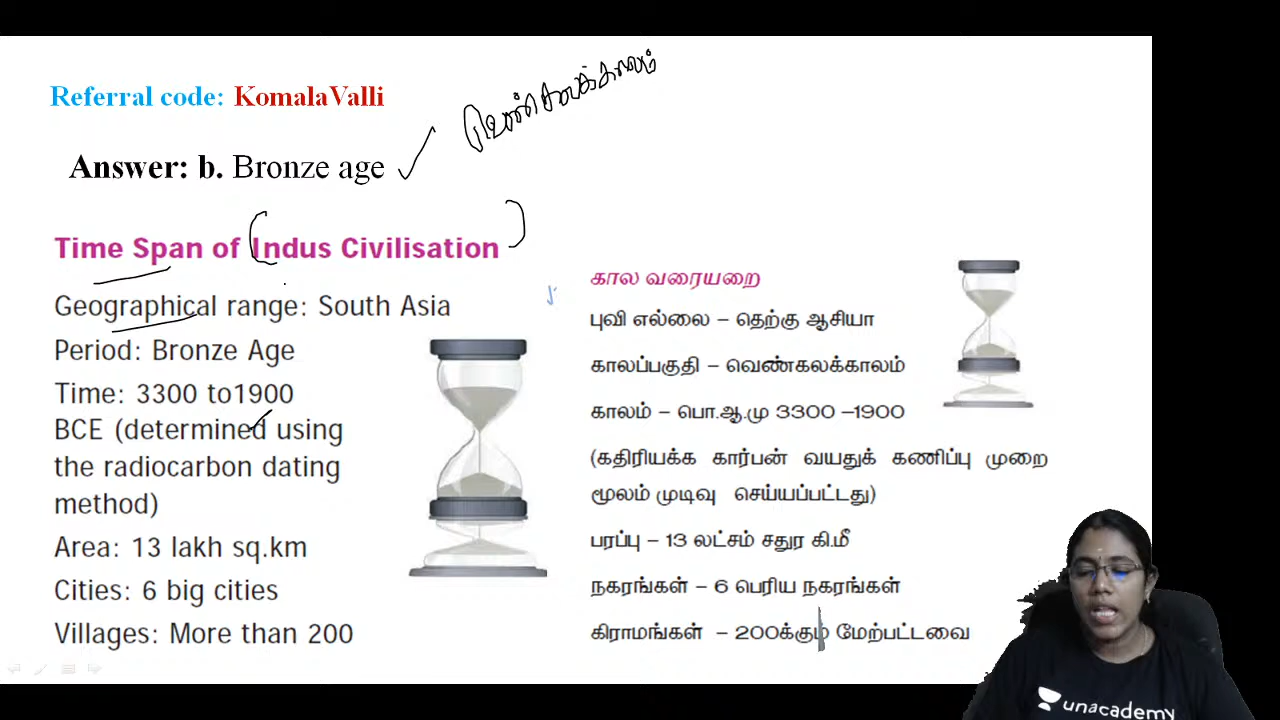 Referral code: KomalaValli
வெண்கலக்காலம்
Answer: b. Bronze age
Time Span of Indus Civilisation
Geographical range: South Asia
Period: Bronze Age
Time: 3300 to1900
BCE (determined using
the radiocarbon dating
method)
Area: 13 lakh sq.km
Cities: 6 big cities
Villages: More than 200
கால வரையறை
புவி எல்லை – தெற்கு ஆசியா
காலப்பகுதி – வெண்கலக்காலம்
காலம் – பொ.ஆ.மு 3300 –1900
(கதிரியக்க கார்பன் வயதுக் கணிப்பு முறை
மூலம் முடிவு செய்யப்பட்டது)
பரப்பு – 13 லட்சம் சதுர கி.மீ
நகரங்கள் – 6 பெரிய நகரங்கள்
கிராமங்கள் – 200க்கும் மேற்பட்டவை
unacademy